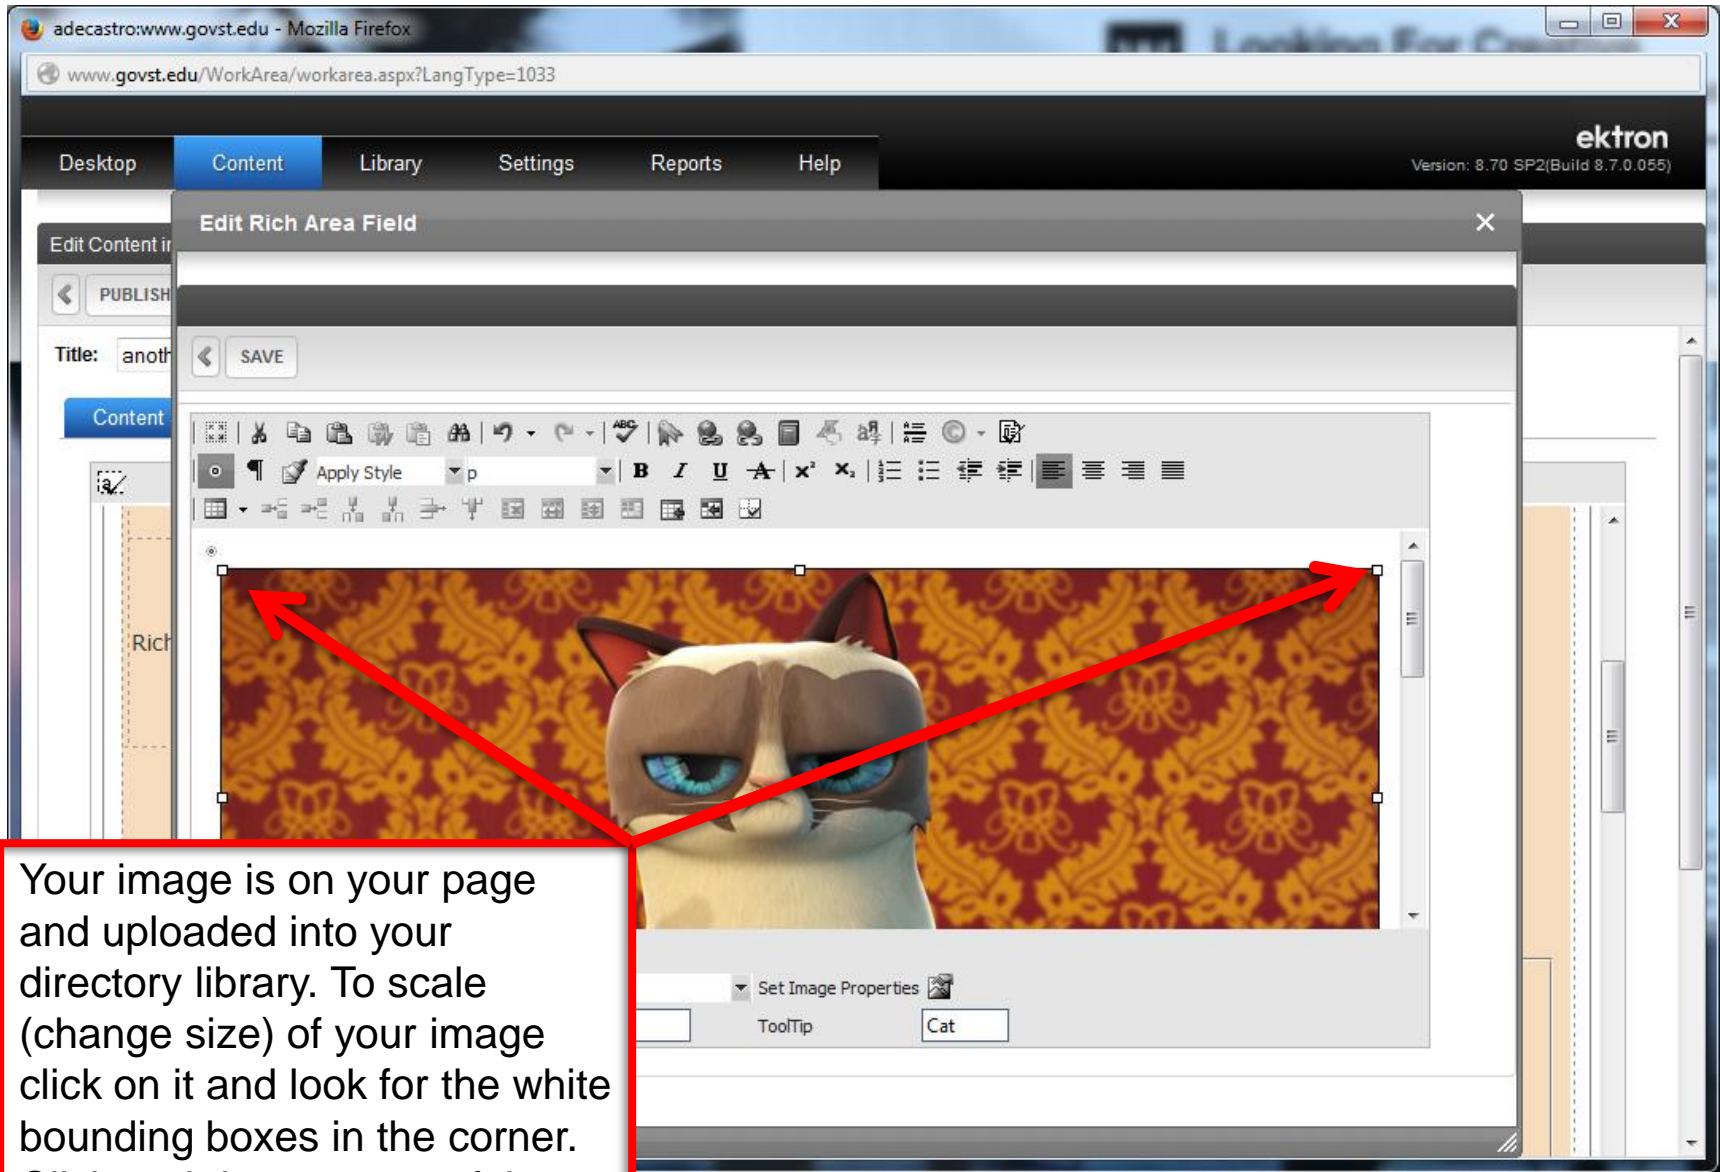 adecastro:www.govst.edu - Mozilla Firefox
www.govst.edu/WorkArea/workarea.aspx?LangType=1033
ektron
Version: 8.70 SP2(Build 8.7.0.055)
Desktop Content Library Settings Reports Help
Edit Rich Area Field
Edit Content in
PUBLISH
Title: anoth
SAVE
Content
Apply Style p
Rich
Set Image Properties
ToolTip Cat
Your image is on your page
and uploaded into your
directory library. To scale
(change size) of your image
click on it and look for the white
bounding boxes in the corner.